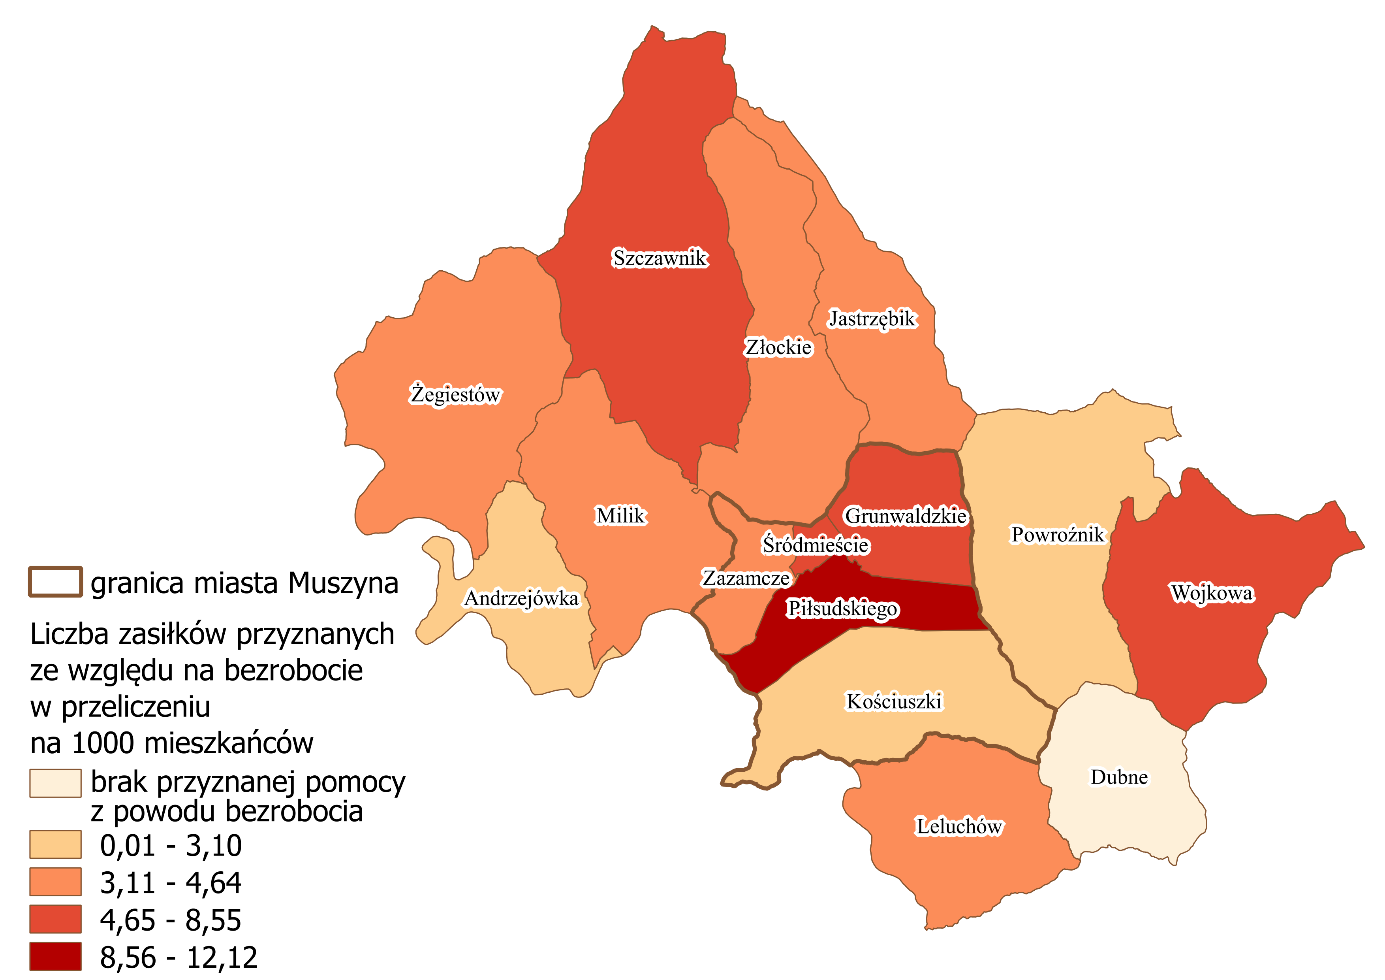 Szczawnik
Jastrzębik
Złockie
Żegiestów
Milik
Grunwaldzkie
Powroźnik
Śródmieście
Zazamcze
Wojkowa
Andrzejówka
Piłsudskiego
Kościuszki
Dubne
Leluchów
granica miasta Muszyna
Liczba zasiłków przyznanych
ze względu na bezrobocie
w przeliczeniu
na 1000 mieszkańców
brak przyznanej pomocy
z powodu bezrobocia
0,01 - 3,10
3,11 - 4,64
4,65 - 8,55
8,56 - 12,12